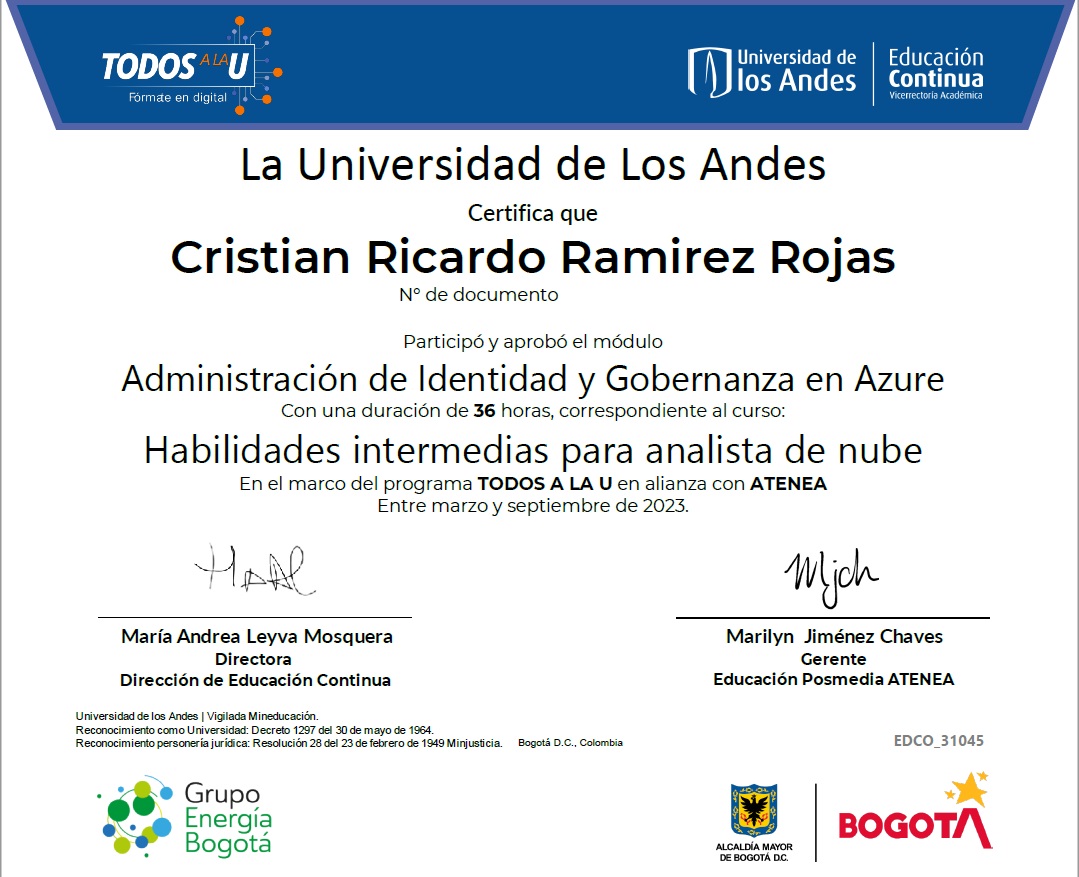 TODOS A LA U
Fórmate en digital
Universidad de
los Andes
Educación
Continua
Vicerrectoría Académica
La Universidad de Los Andes
Certifica que
Cristian Ricardo Ramirez Rojas
N° de documento
Participó y aprobó el módulo
Administración de Identidad y Gobernanza en Azure
Con una duración de 36 horas, correspondiente al curso:
Habilidades intermedias para analista de nube
En el marco del programa TODOS A LA U en alianza con ATENEA
Entre marzo y septiembre de 2023.
María Andrea Leyva Mosquera
Directora
Dirección de Educación Continua
Marilyn Jiménez Chaves
Gerente
Educación Posmedia ATENEA
Universidad de los Andes | Vigilada Mineducación.
Reconocimiento como Universidad: Decreto 1297 del 30 de mayo de 1964.
Reconocimiento personería jurídica: Resolución 28 del 23 de febrero de 1949 Minjusticia.
Bogotá D.C., Colombia
EDCO_31045
Grupo
Energía
Bogotá
ALCALDÍA MAYOR
DE BOGOTÁ D.C.
BOGOTÁ